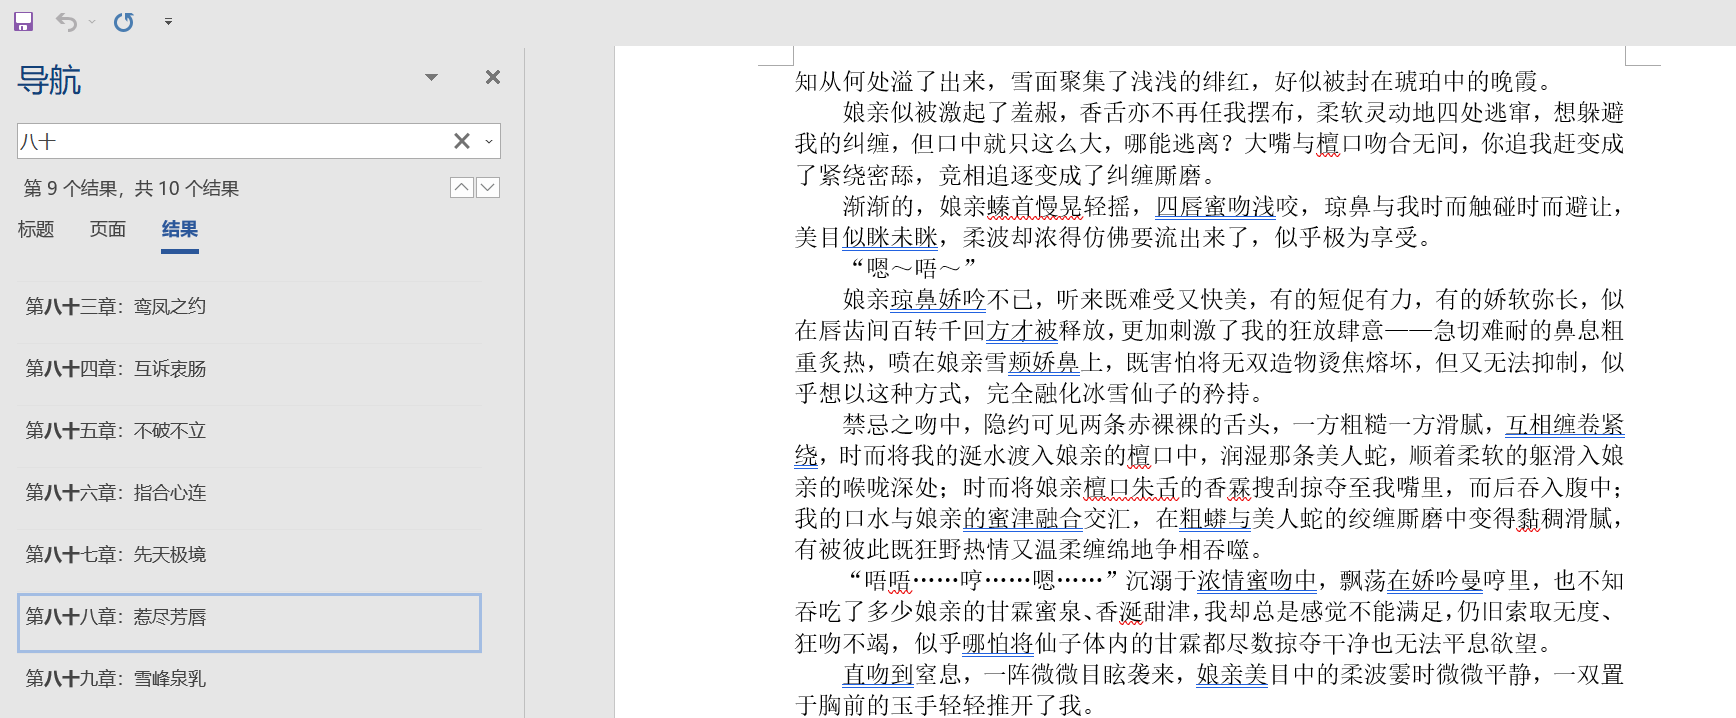 导航
八十
第 9 个结果，共 10 个结果
标题 页面 结果
第八十三章：鸾凤之约
第八十四章：互诉衷肠
第八十五章：不破不立
第八十六章：指合心连
第八十七章：先天极境
第八十八章：惹尽芳唇
第八十九章：雪峰泉乳
知从何处溢了出来，雪面聚集了浅浅的绯红，好似被封在琥珀中的晚霞。
娘亲似被激起了羞赧，香舌亦不再任我摆布，柔软灵动地四处逃窜，想躲避
我的纠缠，但口中就只这么大，哪能逃离？大嘴与檀口吻合无间，你追我赶变成
了紧绕密舔，竞相追逐变成了纠缠厮磨。
渐渐的，娘亲螓首慢晃轻摇，四唇蜜吻浅咬，琼鼻与我时而触碰时而避让，
美目似眯未眯，柔波却浓得仿佛要流出来了，似乎极为享受。
“嗯～唔～”
娘亲琼鼻娇吟不已，听来既难受又快美，有的短促有力，有的娇软弥长，似
在唇齿间百转千回方才被释放，更加刺激了我的狂放肆意——急切难耐的鼻息粗
重炙热，喷在娘亲雪颊娇鼻上，既害怕将无双造物烫焦熔坏，但又无法抑制，似
乎想以这种方式，完全融化冰雪仙子的矜持。
禁忌之吻中，隐约可见两条赤裸裸的舌头，一方粗糙一方滑腻，互相缠卷紧
绕，时而将我的涎水渡入娘亲的檀口中，润湿那条美人蛇，顺着柔软的躯滑入娘
亲的喉咙深处；时而将娘亲檀口朱舌的香霖搜刮掠夺至我嘴里，而后吞入腹中；
我的口水与娘亲的蜜津融合交汇，在粗蟒与美人蛇的绞缠厮磨中变得黏稠滑腻，
有被彼此既狂野热情又温柔缠绵地争相吞噬。
“唔唔……哼……嗯……”沉溺于浓情蜜吻中，飘荡在娇吟曼哼里，也不知
吞吃了多少娘亲的甘霖蜜泉、香涎甜津，我却总是感觉不能满足，仍旧索取无度、
狂吻不竭，似乎哪怕将仙子体内的甘霖都尽数掠夺干净也无法平息欲望。
直吻到窒息，一阵微微目眩袭来，娘亲美目中的柔波霎时微微平静，一双置
于胸前的玉手轻轻推开了我。